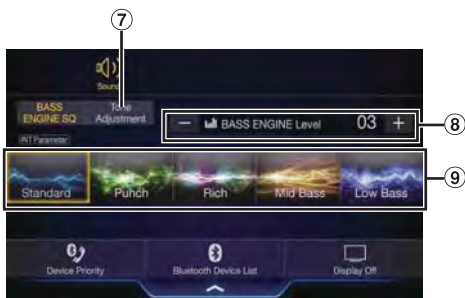 7
Sound
BASS
ENGINE SQ
Tone
Adjustment
INT Parameter
− BASS ENGINE Level 03 +
8
Standard Punch Rich Mid Bass Low Bass
9
Device Priority Bluetooth Device List Display Off